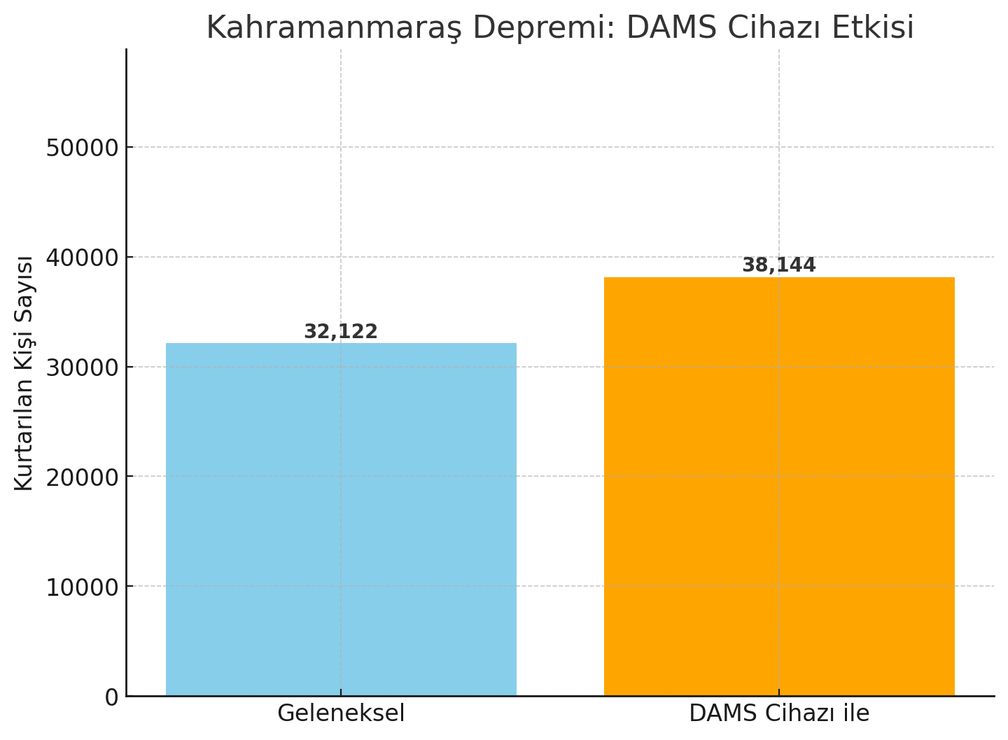 Kahramanmaraş Depremi: DAMS Cihazı Etkisi
Kurtarılan Kişi Sayısı
50000
40000
30000
20000
10000
0
32,122
38,144
Geleneksel
DAMS Cihazı ile